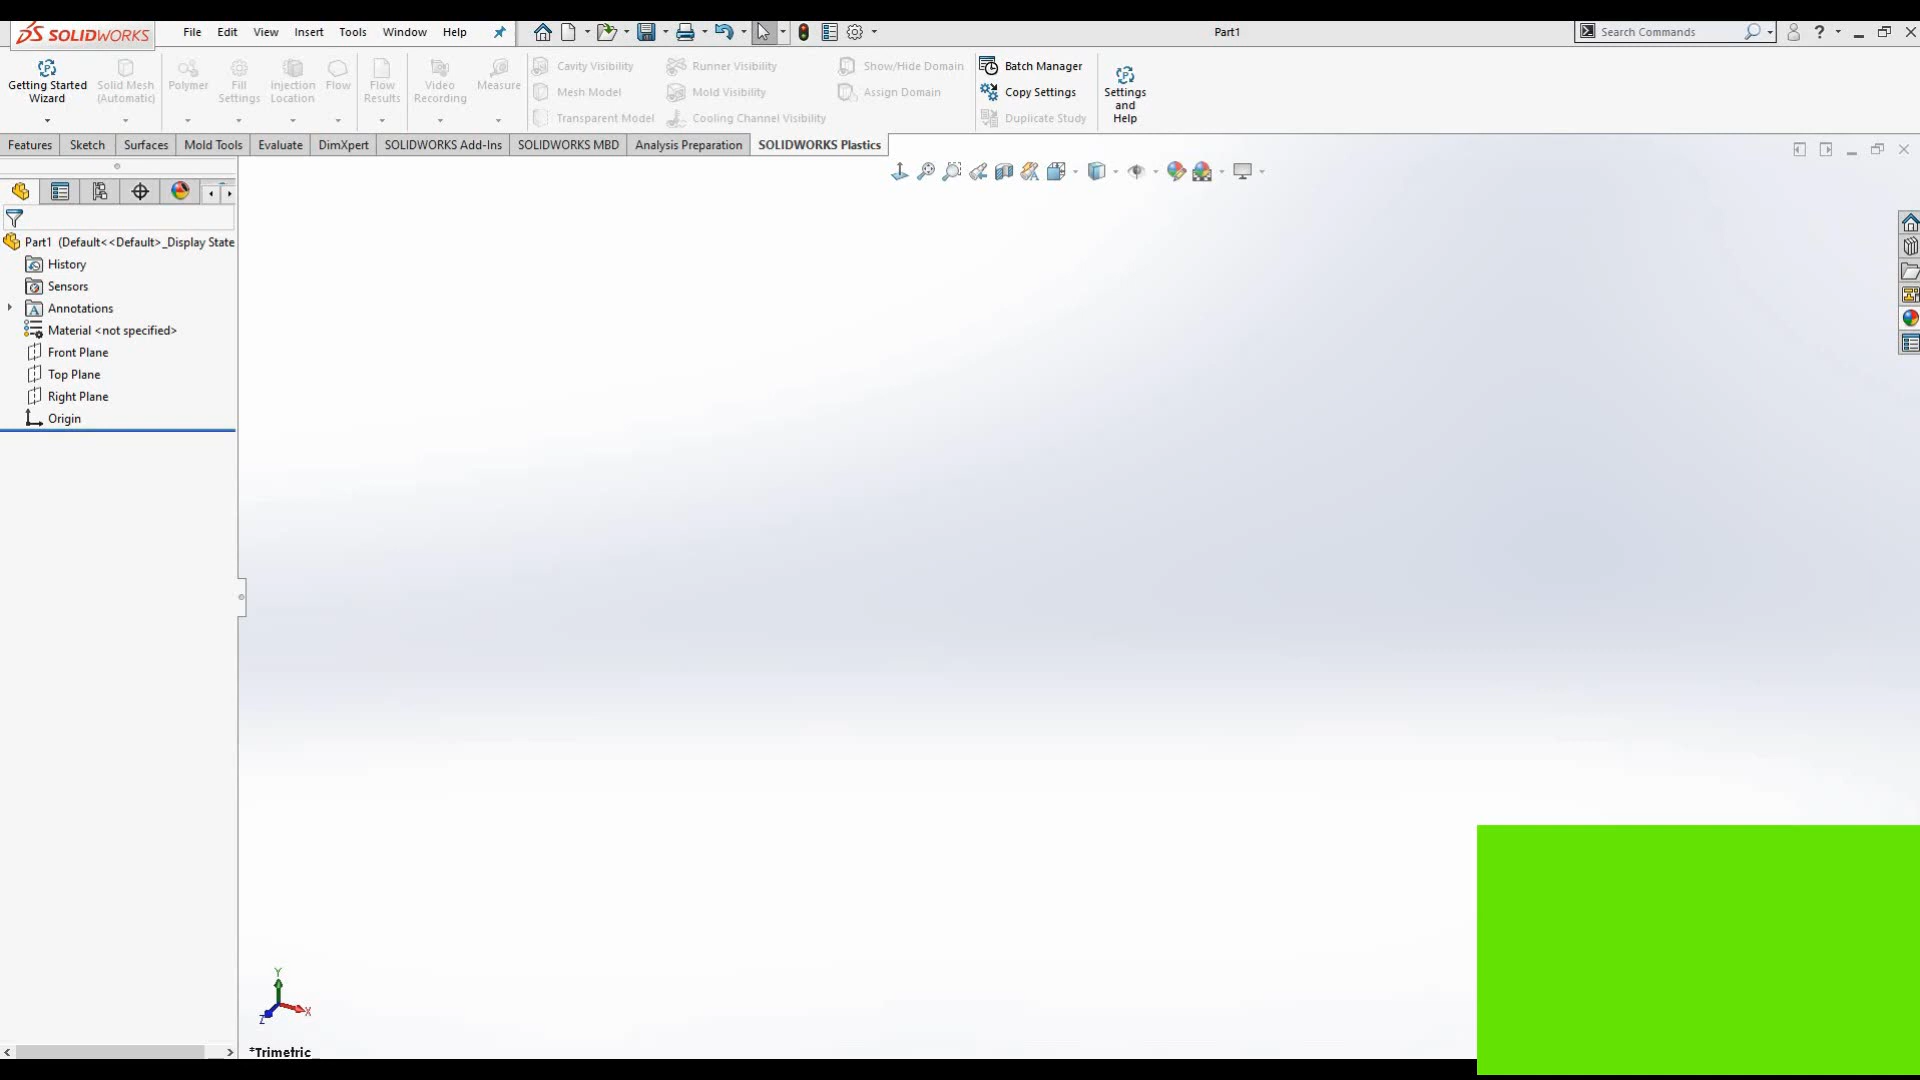 SOLIDWORKS File Edit View Insert Tools Window Help Part1 Search Commands ?
Getting Started Wizard
Solid Mesh (Automatic)
Polymer
Fill Settings
Injection Location
Flow
Flow Results
Video Recording
Measure
Cavity Visibility
Mesh Model
Transparent Model
Runner Visibility
Mold Visibility
Cooling Channel Visibility
Show/Hide Domain
Assign Domain
Batch Manager
Copy Settings
Duplicate Study
Settings and Help
Features Sketch Surfaces Mold Tools Evaluate DimXpert SOLIDWORKS Add-Ins SOLIDWORKS MBD Analysis Preparation SOLIDWORKS Plastics
Part1 (Default<<Default>_Display State
History
Sensors
Annotations
Material <not specified>
Front Plane
Top Plane
Right Plane
Origin
Y
X
Z
*Trimetric